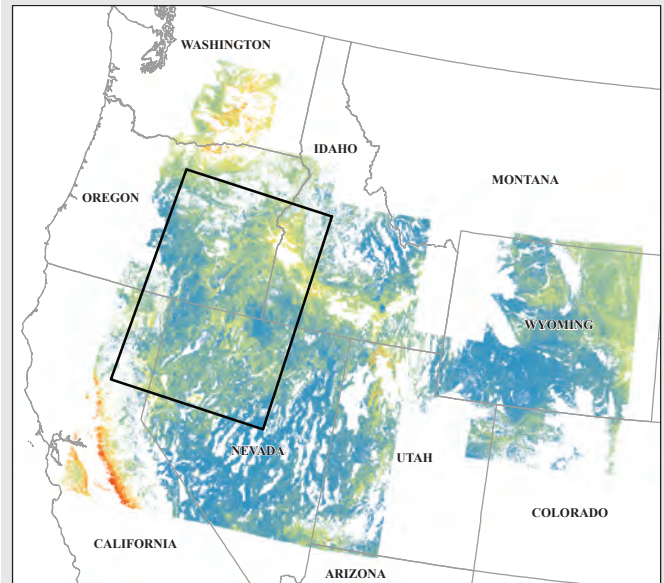 WASHINGTON
IDAHO
MONTANA
OREGON
WYOMING
NEVADA
UTAH
COLORADO
CALIFORNIA
ARIZONA